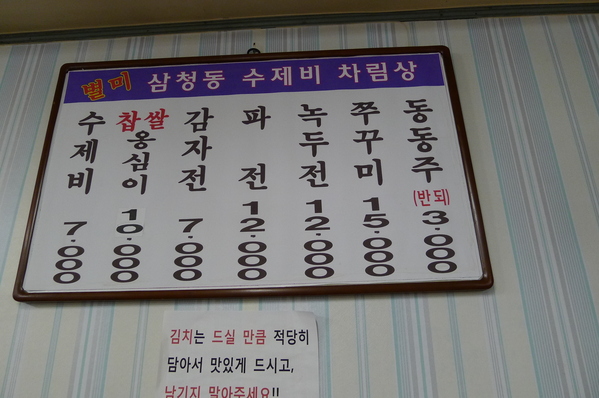 별미 삼청동 수제비 차림상
수제비 7.000
찹쌀옹심이 10.000
감자전 7.000
파전 12.000
녹두전 12.000
쭈꾸미 15.000
동동주(반되) 3.000
김치는 드실 만큼 적당히
담아서 맛있게 드시고,
남기지 말아주세요!!